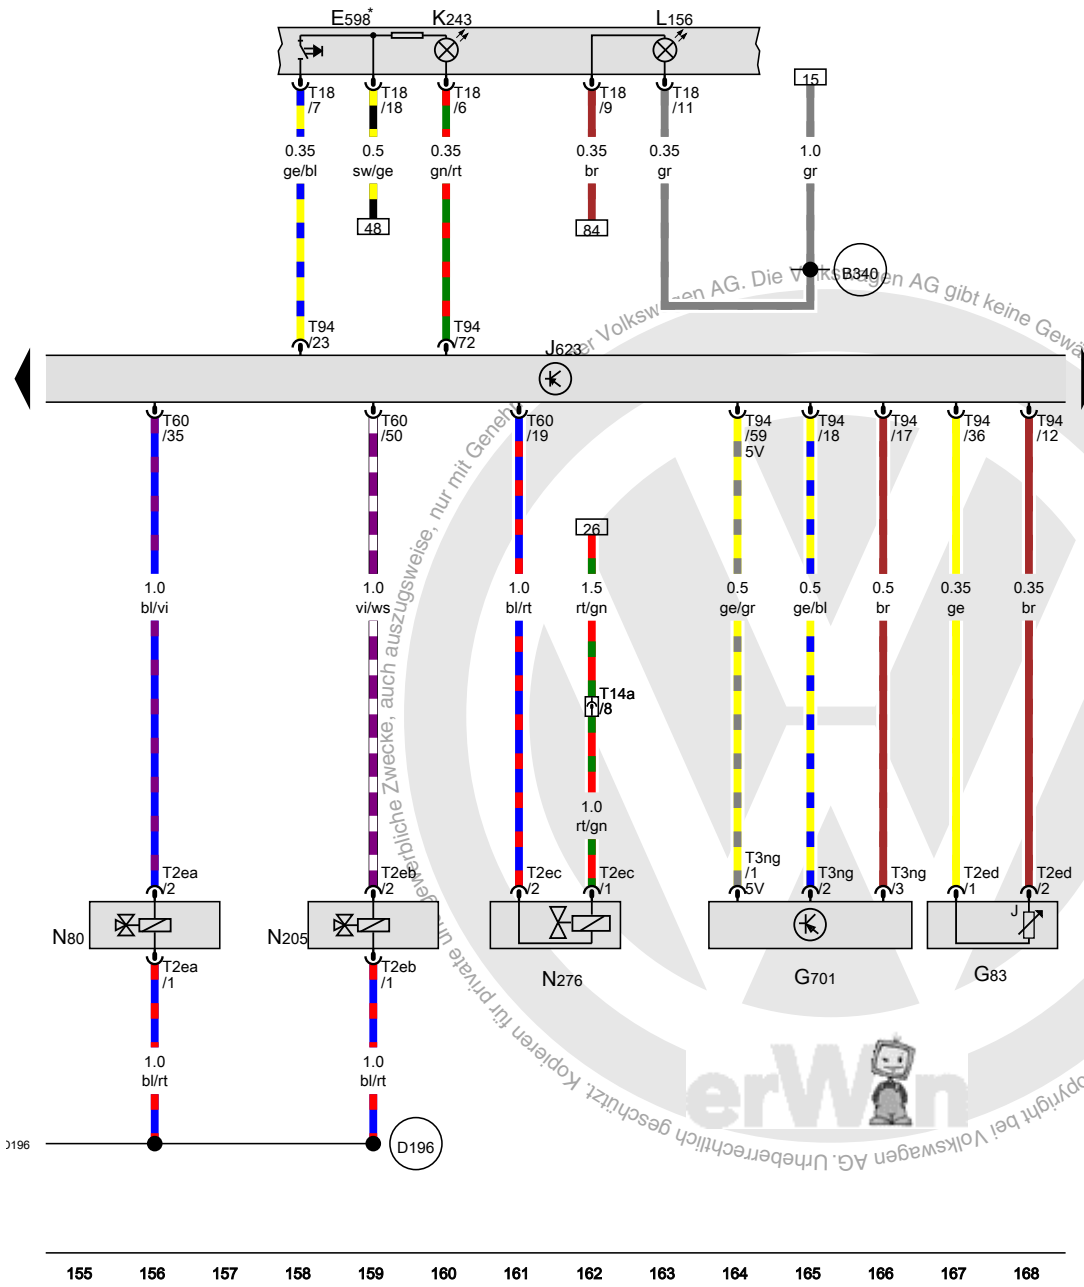 E598* K243 L156
15
T18 /7
T18 /18
T18 /6
T18 /9
T18 /11
0.35 ge/bl
0.5 sw/ge
0.35 gn/rt
0.35 br
0.35 gr
1.0 gr
48
84
B340
T94 /23
T94 /72
J623
T60 /35
T60 /50
T60 /19
T94 /59 5V
T94 /18
T94 /17
T94 /36
T94 /12
26
1.0 bl/vi
1.0 vi/ws
1.0 bl/rt
1.5 rt/gn
0.5 ge/gr
0.5 ge/bl
0.5 br
0.35 ge
0.35 br
T14a /8
1.0 rt/gn
T2ea /2
T2eb /2
T2ec /2
T2ec /1
T3ng /1 5V
T3ng /2
T3ng /3
T2ed /1
T2ed /2
J
N80
N205
N276
G701
G83
T2ea /1
T2eb /1
1.0 bl/rt
1.0 bl/rt
D196
D196
155 156 157 158 159 160 161 162 163 164 165 166 167 168
erWin
gewerbliche Zwecke, auch auszugsweise, nur mit
Volkswagen AG. Die Volkswagen AG gibt keine
bei Volkswagen AG. Urheberrechtlich geschützt. Kopieren für private